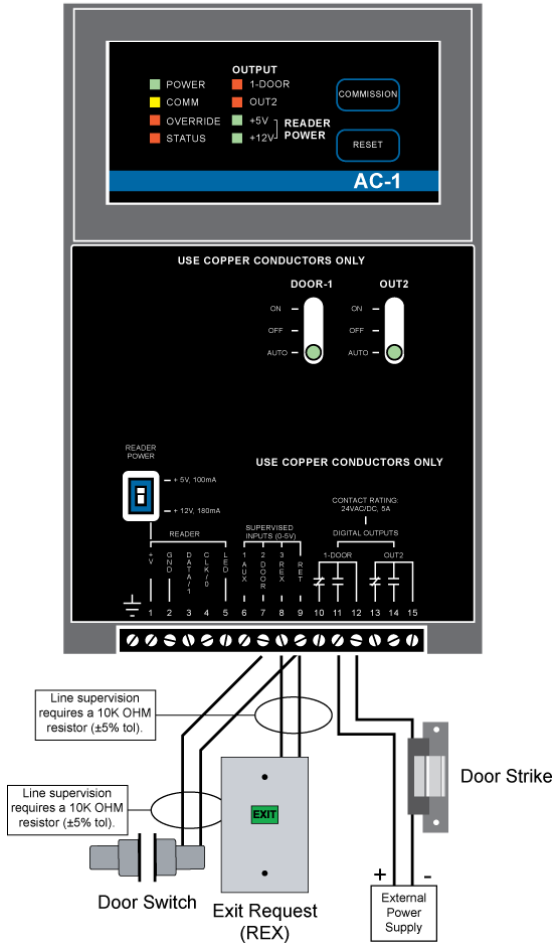 OUTPUT
POWER
1-DOOR
COMM
OUT2
OVERRIDE
+5V
READER
POWER
STATUS
+12V
COMMISSION
RESET
AC-1
USE COPPER CONDUCTORS ONLY
DOOR-1
OUT2
ON
ON
OFF
OFF
AUTO
AUTO
READER
POWER
+ 5V, 100mA
+ 12V, 180mA
USE COPPER CONDUCTORS ONLY
CONTACT RATING:
24VAC/DC, 5A
DIGITAL OUTPUTS
READER
SUPERVISED
INPUTS (0-5V)
1-DOOR
OUT2
+V
GND
DATA/1
CLK/0
LED
1 AUX
2 DOOR
3 REX
RET
1 2 3 4 5 6 7 8 9 10 11 12 13 14 15
Line supervision
requires a 10K OHM
resistor (±5% tol).
Line supervision
requires a 10K OHM
resistor (±5% tol).
EXIT
Door Strike
Door Switch
Exit Request
(REX)
+
-
External
Power
Supply